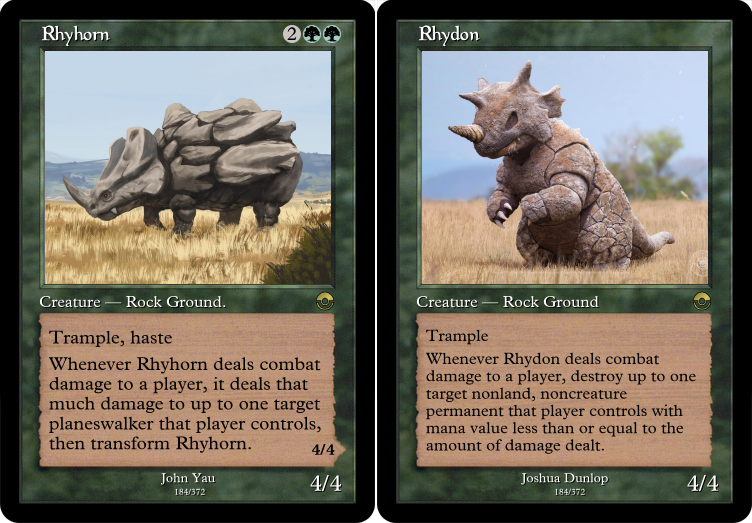 Rhyhorn
2
Creature — Rock Ground.
Trample, haste
Whenever Rhyhorn deals combat
damage to a player, it deals that
much damage to up to one target
planeswalker that player controls,
then transform Rhyhorn.
4/4
John Yau
184/372
4/4
Rhydon
Creature — Rock Ground
Trample
Whenever Rhydon deals combat
damage to a player, destroy up to one
target nonland, noncreature
permanent that player controls with
mana value less than or equal to the
amount of damage dealt.
Joshua Dunlop
184/372
4/4